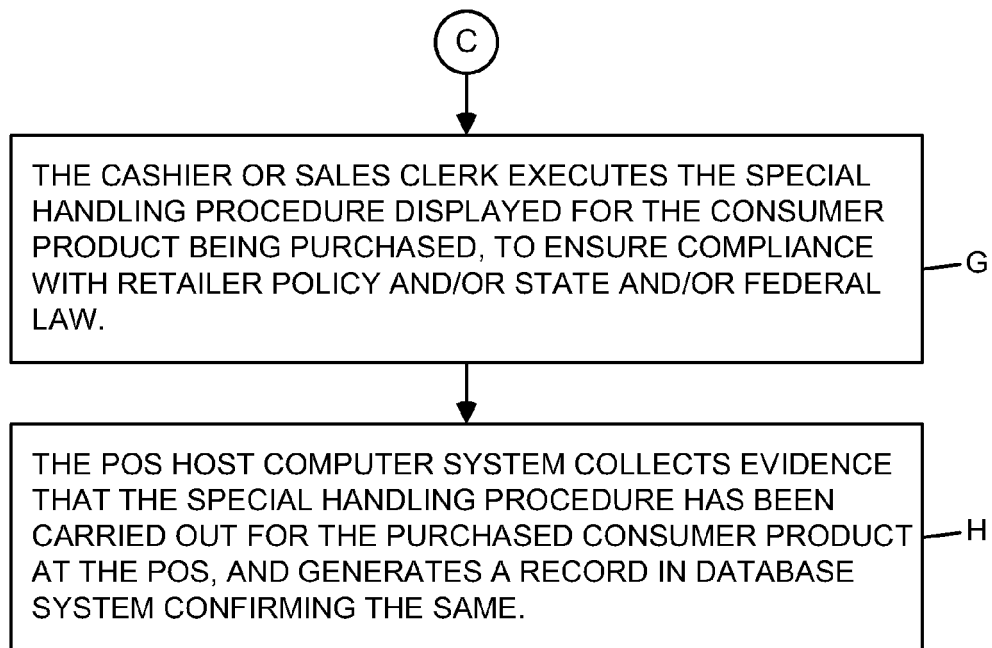 C
THE CASHIER OR SALES CLERK EXECUTES THE SPECIAL
HANDLING PROCEDURE DISPLAYED FOR THE CONSUMER
PRODUCT BEING PURCHASED, TO ENSURE COMPLIANCE
WITH RETAILER POLICY AND/OR STATE AND/OR FEDERAL
LAW.
G
THE POS HOST COMPUTER SYSTEM COLLECTS EVIDENCE
THAT THE SPECIAL HANDLING PROCEDURE HAS BEEN
CARRIED OUT FOR THE PURCHASED CONSUMER PRODUCT
AT THE POS, AND GENERATES A RECORD IN DATABASE
SYSTEM CONFIRMING THE SAME.
H